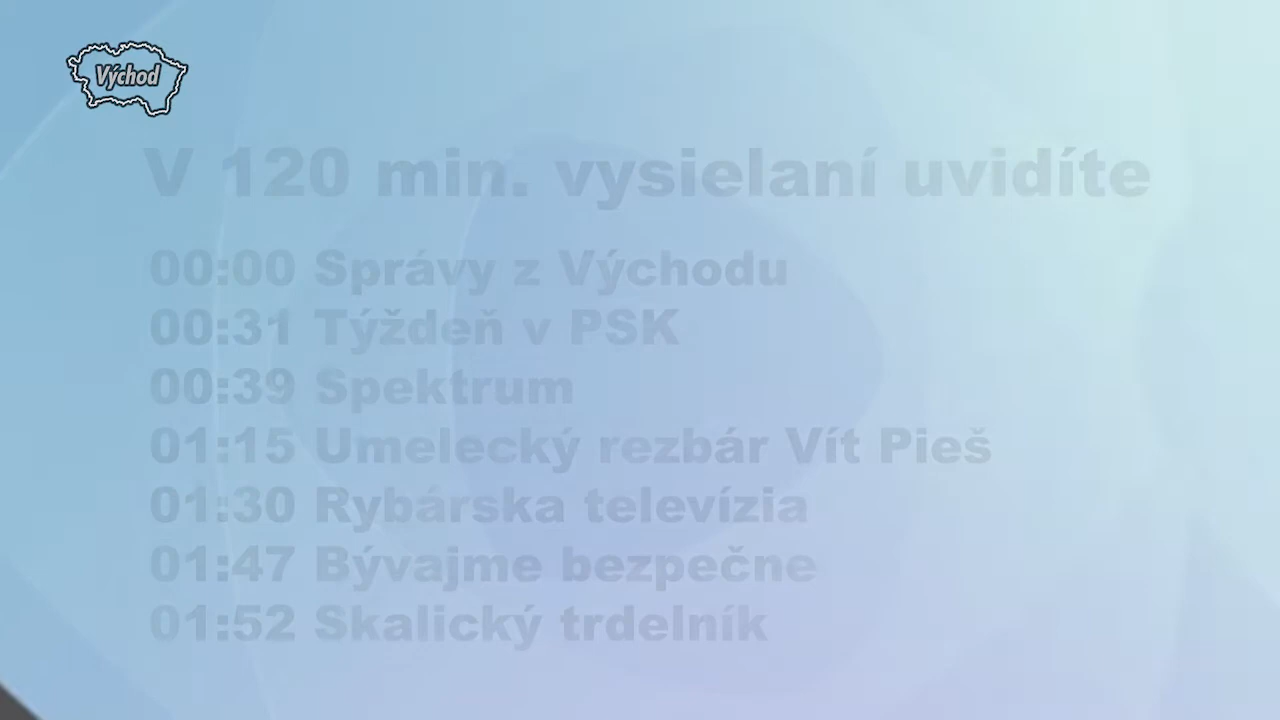 Východ
V 120 min. vysielaní uvidíte
00:00 Správy z Východu
00:31 Týždeň v PSK
00:39 Spektrum
01:15 Umelecký rezbár Vít Pieš
01:30 Rybárska televízia
01:47 Bývajme bezpečne
01:52 Skalický trdelník